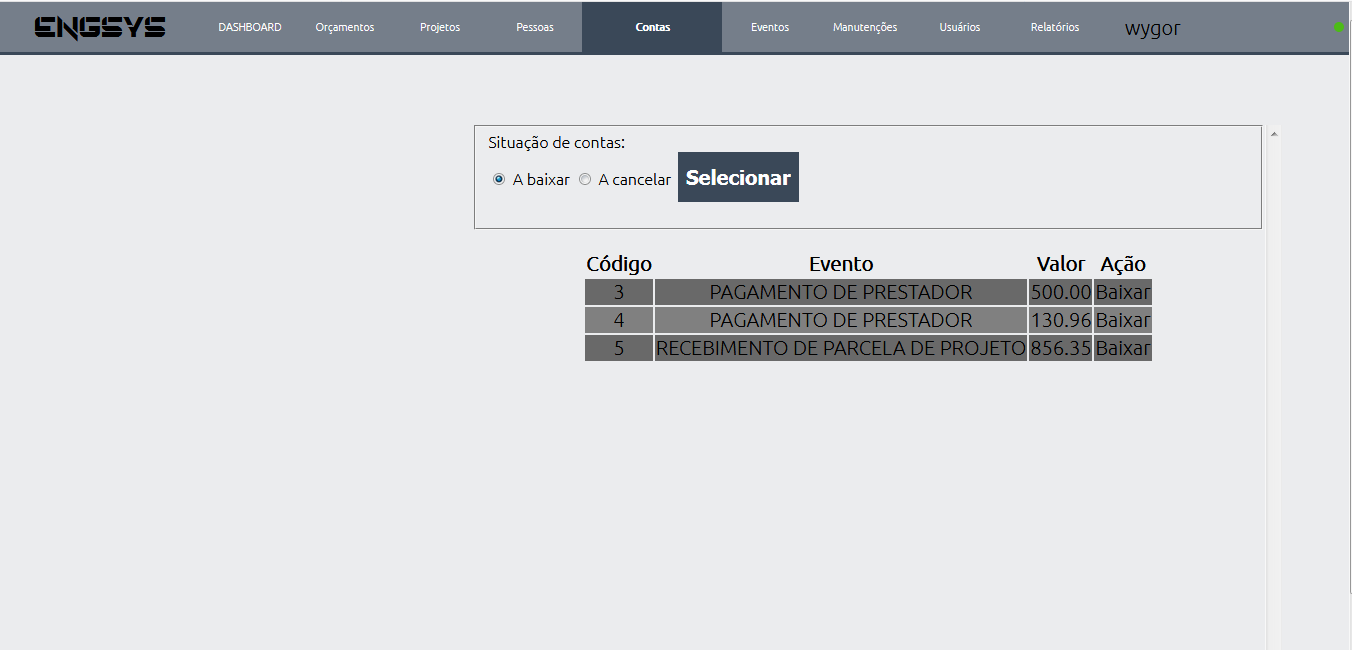 ENGSYS DASHBOARD Orçamentos Projetos Pessoas Contas Eventos Manutenções Usuários Relatórios wygor
Situação de contas:
A baixar A cancelar Selecionar
Código Evento Valor Ação
3 PAGAMENTO DE PRESTADOR 500.00 Baixar
4 PAGAMENTO DE PRESTADOR 130.96 Baixar
5 RECEBIMENTO DE PARCELA DE PROJETO 856.35 Baixar